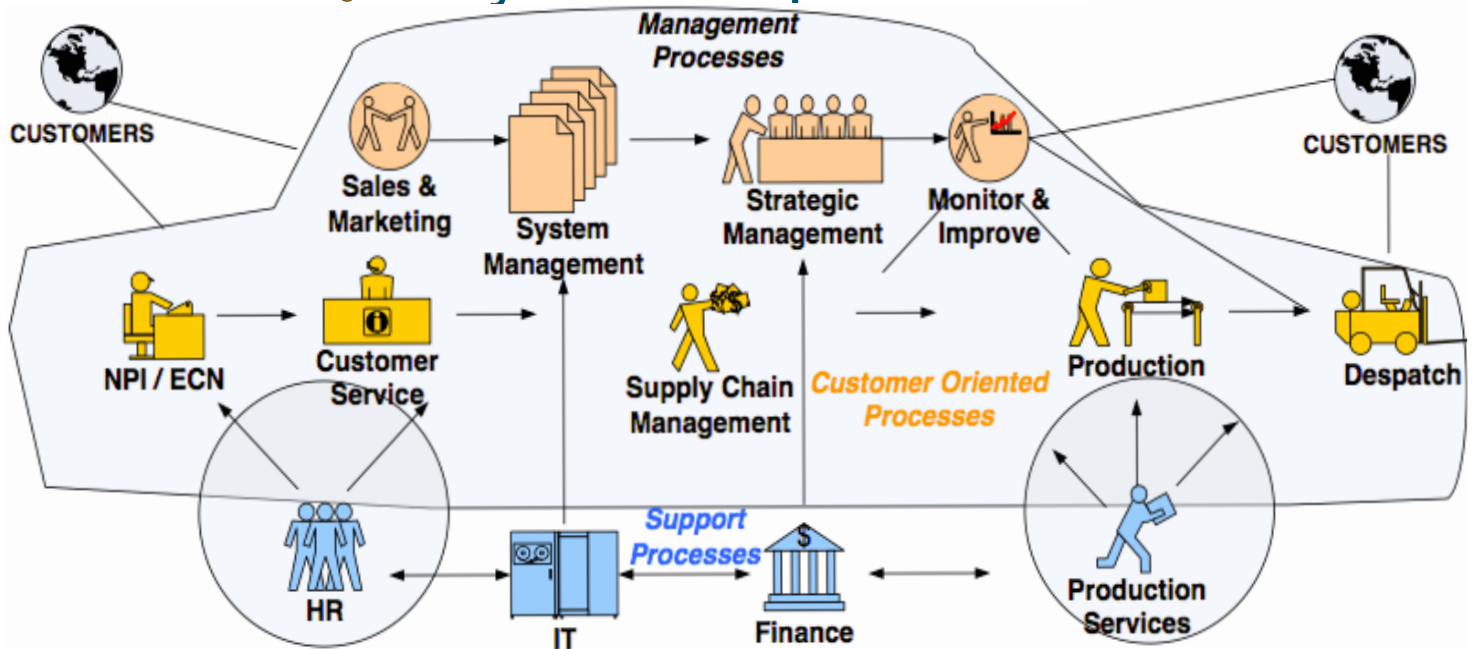 Management
Processes
CUSTOMERS
CUSTOMERS
Sales &
Marketing
System
Management
Strategic
Management
Monitor &
Improve
NPI / ECN
Customer
Service
Supply Chain
Management
Customer Oriented
Processes
Production
Despatch
HR
IT
Support
Processes
$
Finance
Production
Services